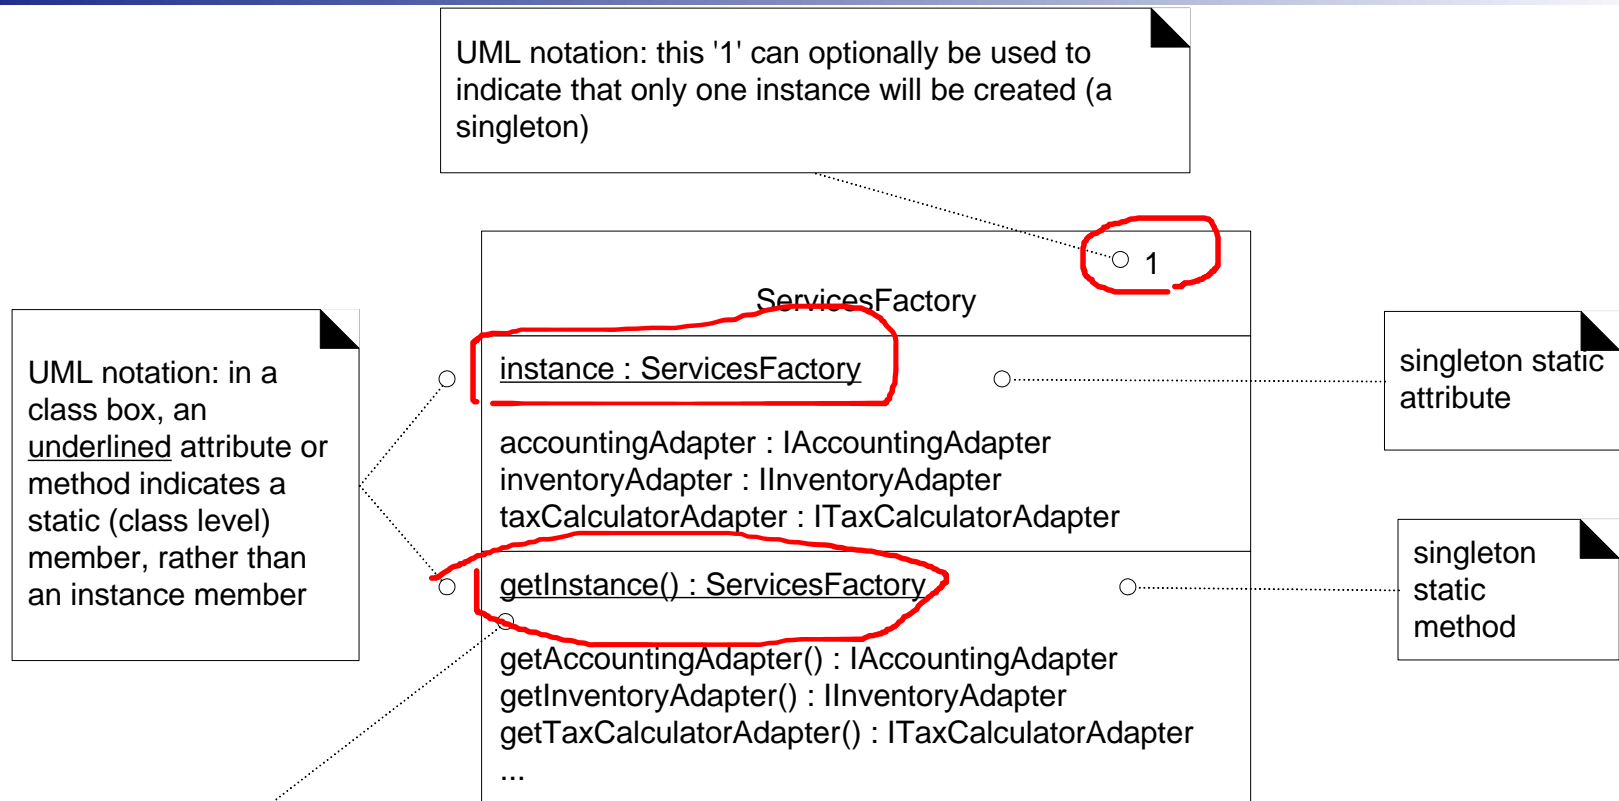 UML notation: this '1' can optionally be used to
indicate that only one instance will be created (a
singleton)
1
ServicesFactory
instance : ServicesFactory
accountingAdapter : IAccountingAdapter
inventoryAdapter : IInventoryAdapter
taxCalculatorAdapter : ITaxCalculatorAdapter
getInstance() : ServicesFactory
getAccountingAdapter() : IAccountingAdapter
getInventoryAdapter() : IInventoryAdapter
getTaxCalculatorAdapter() : ITaxCalculatorAdapter
...
UML notation: in a
class box, an
underlined attribute or
method indicates a
static (class level)
member, rather than
an instance member
singleton static
attribute
singleton
static
method